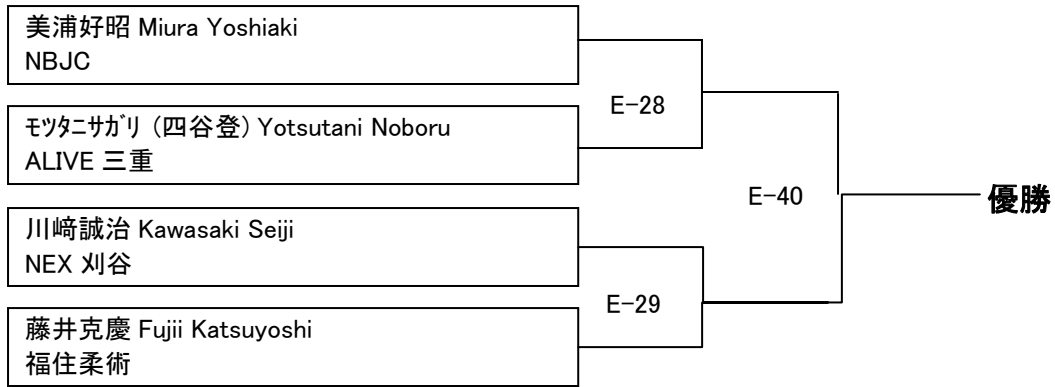 美浦好昭 Miura Yoshiaki
NBJC
E-28
ﾓﾂﾀﾆｻｶﾞﾘ (四谷登) Yotsutani Noboru
ALIVE 三重
E-40
優勝
川﨑誠治 Kawasaki Seiji
NEX 刈谷
E-29
藤井克慶 Fujii Katsuyoshi
福住柔術